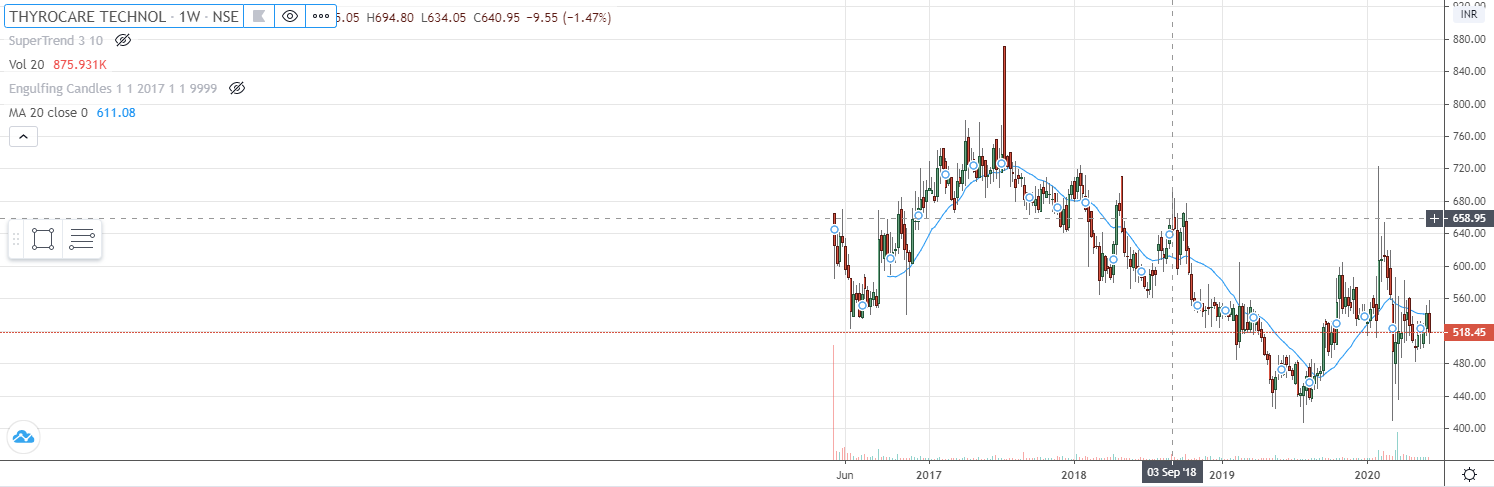 THYROCARE TECHNOL · 1W · NSE 5.05 H694.80 L634.05 C640.95 −9.55 (−1.47%)
INR
SuperTrend 3 10
880.00
Vol 20 875.931K
840.00
Engulfing Candles 1 1 2017 1 1 9999
800.00
MA 20 close 0 611.08
760.00
720.00
680.00
658.95
640.00
600.00
560.00
518.45
480.00
440.00
400.00
Jun 2017 2018 03 Sep '18 2019 2020